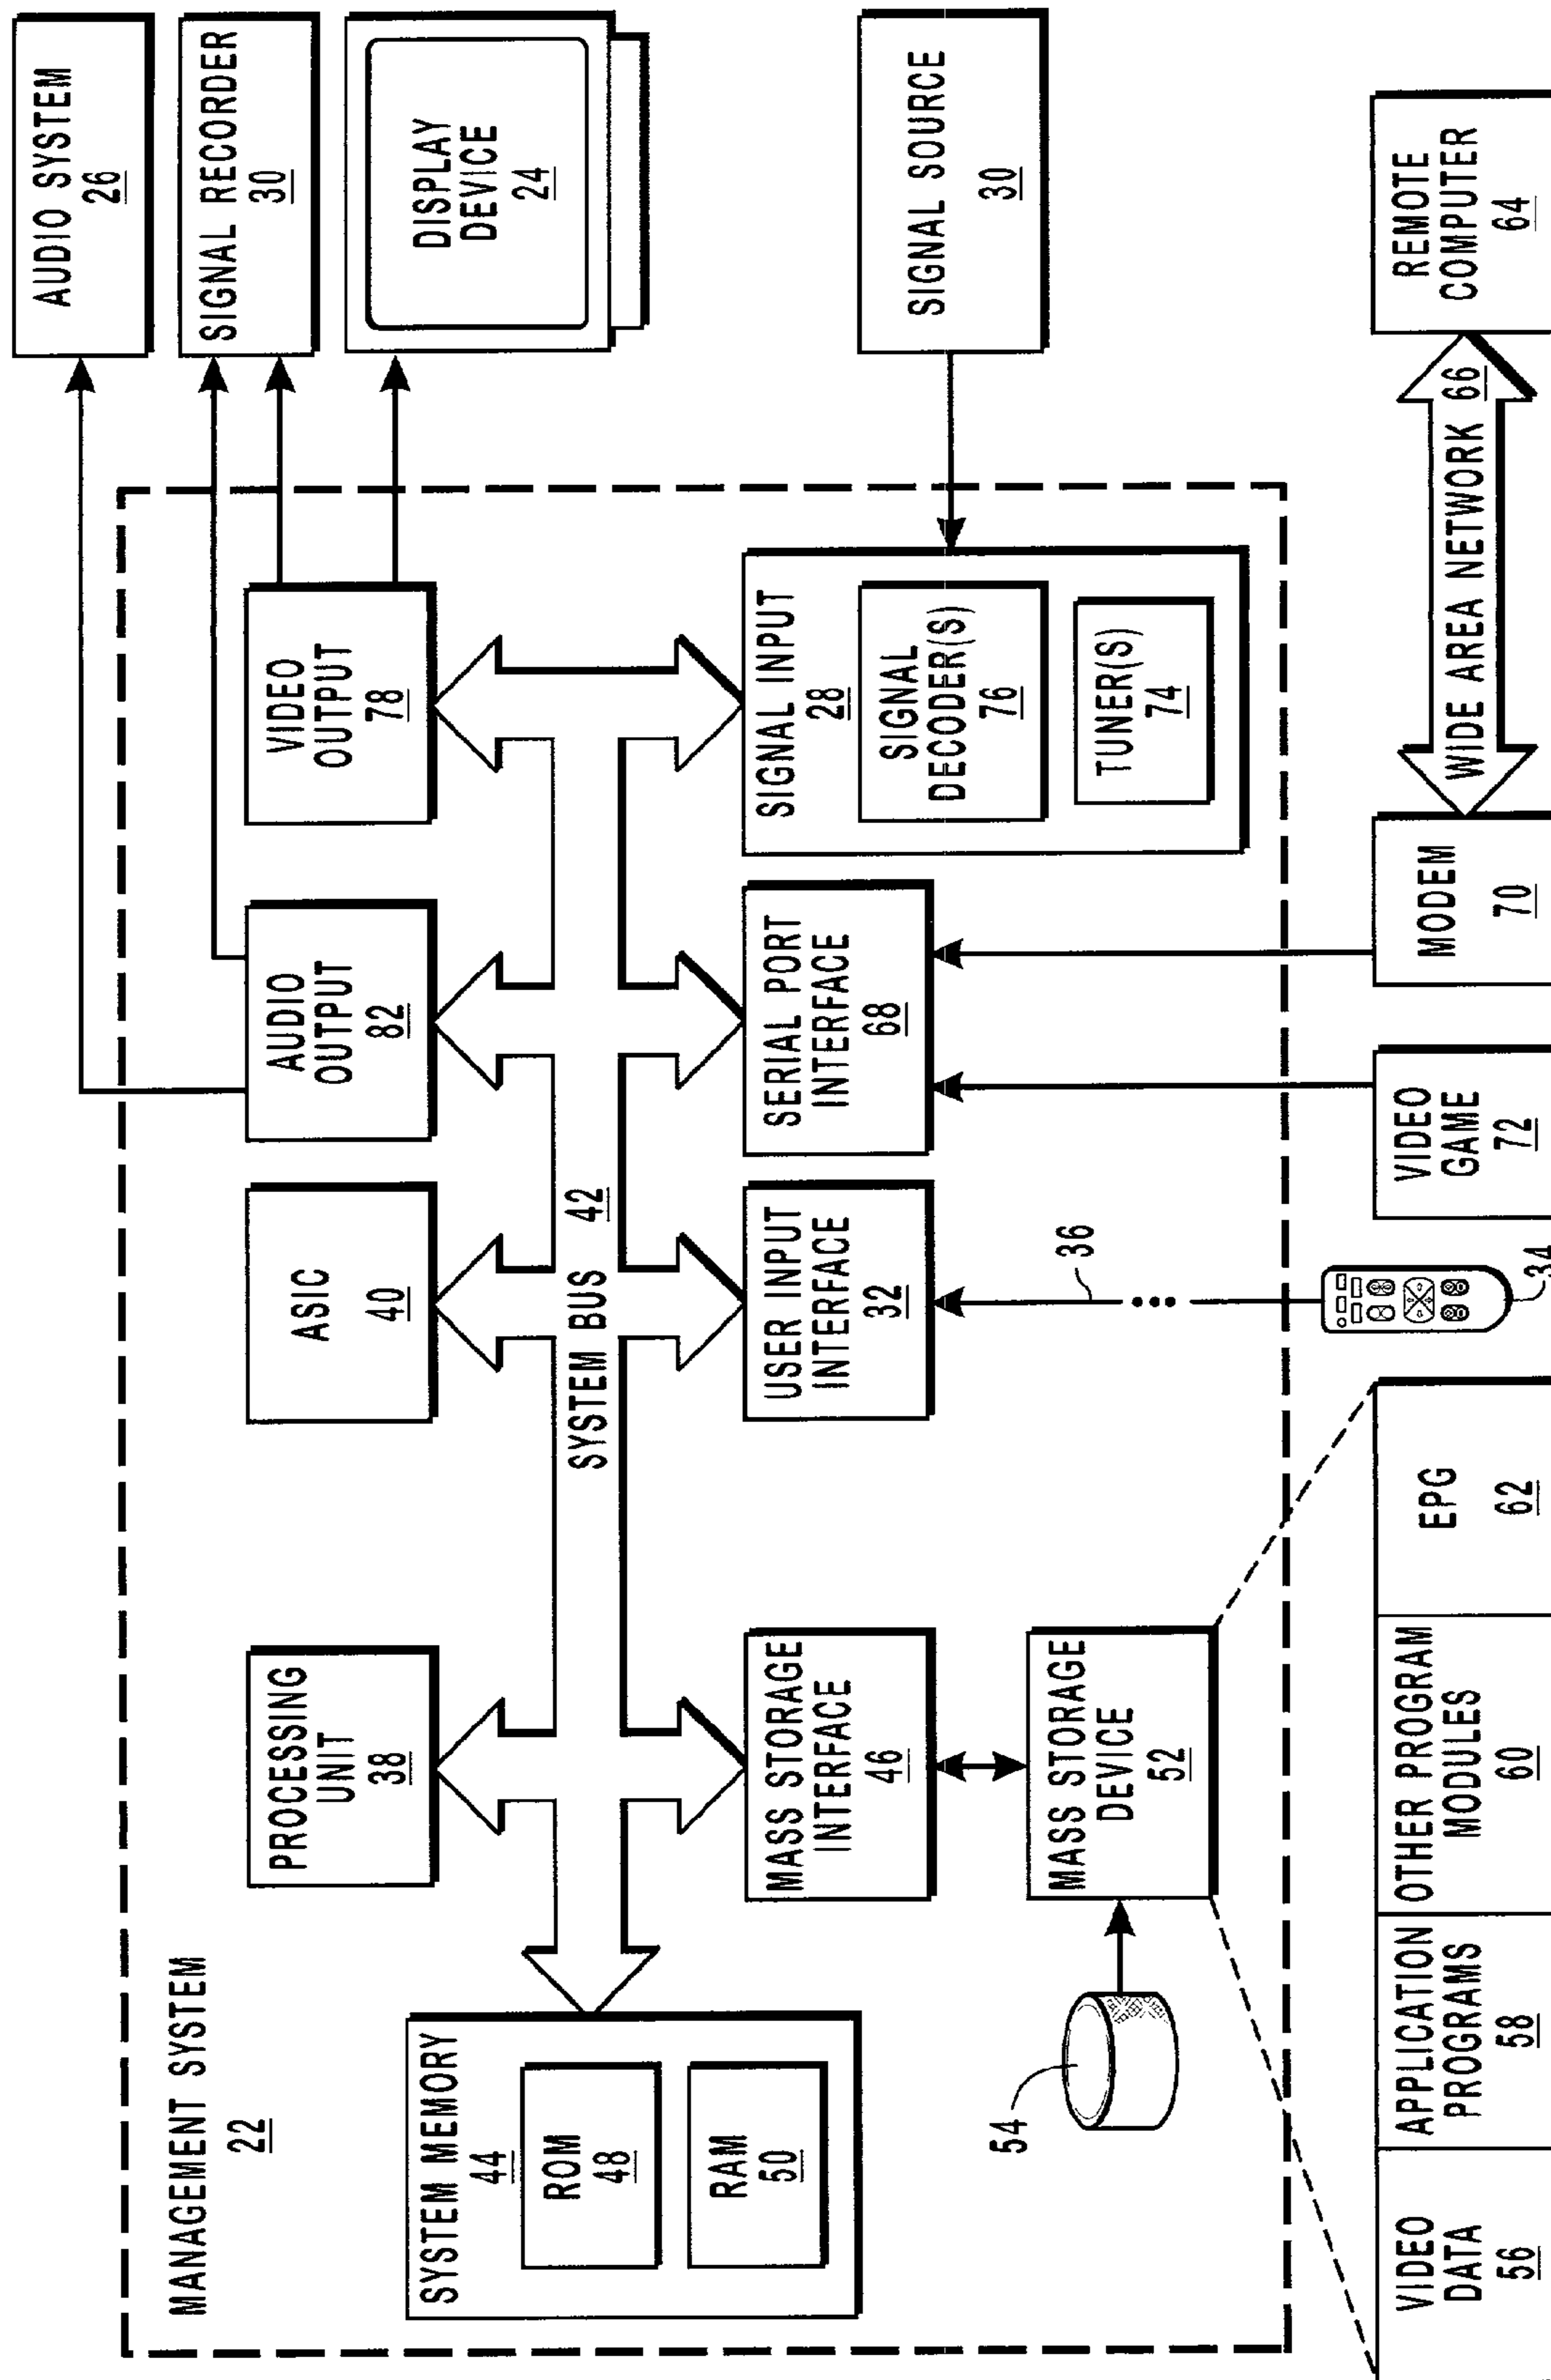 MANAGEMENT SYSTEM
22
SYSTEM MEMORY
44
ROM
48
RAM
50
PROCESSING
UNIT
38
ASIC
40
AUDIO
OUTPUT
82
VIDEO
OUTPUT
78
AUDIO SYSTEM
26
SIGNAL RECORDER
30
DISPLAY
DEVICE
24
SYSTEM BUS 42
MASS STORAGE
INTERFACE
46
USER INPUT
INTERFACE
32
SERIAL PORT
INTERFACE
68
SIGNAL INPUT
28
SIGNAL
DECODER(S)
76
TUNER(S)
74
SIGNAL SOURCE
30
54
MASS STORAGE
DEVICE
52
36
34
VIDEO
DATA
56
APPLICATION
PROGRAMS
58
OTHER PROGRAM
MODULES
60
EPG
62
VIDEO
GAME
72
MODEM
70
WIDE AREA NETWORK 66
REMOTE
COMPUTER
64